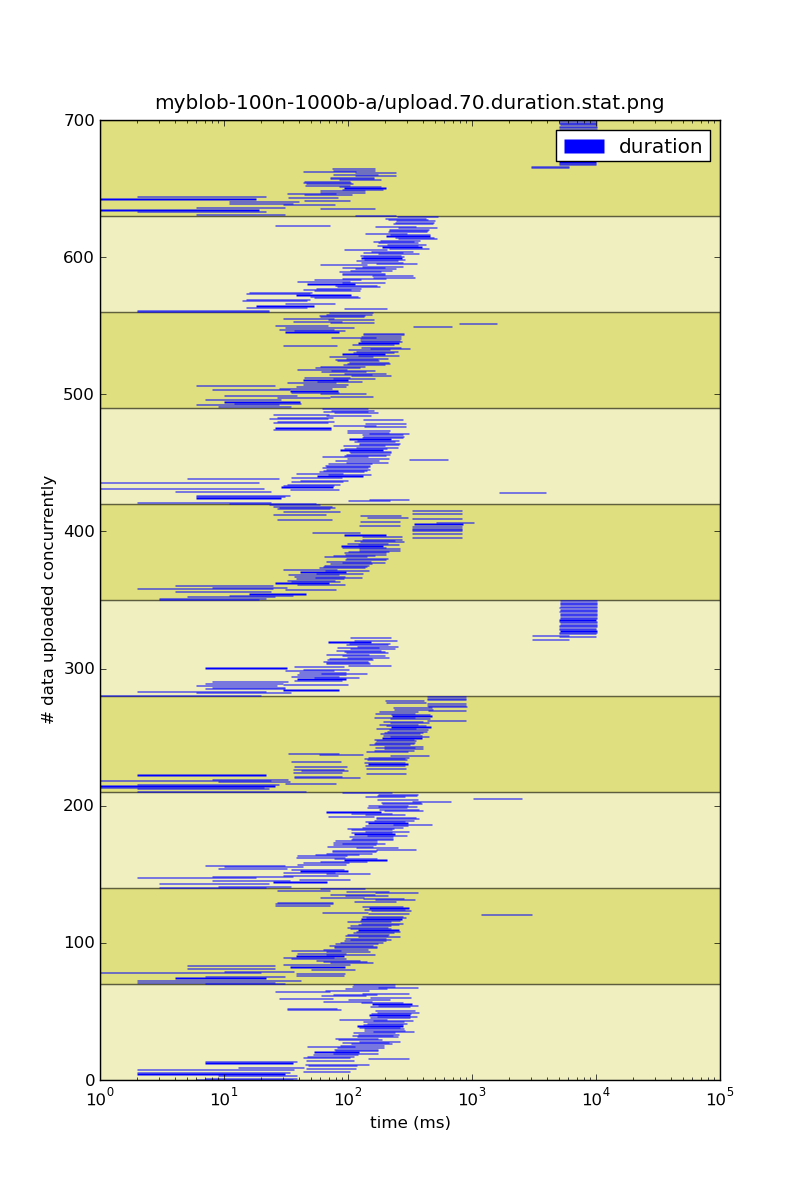 myblob-100n-1000b-a/upload.70.duration.stat.png
duration
700
600
500
400
300
200
100
0
# data uploaded concurrently
10^0 10^1 10^2 10^3 10^4 10^5
time (ms)